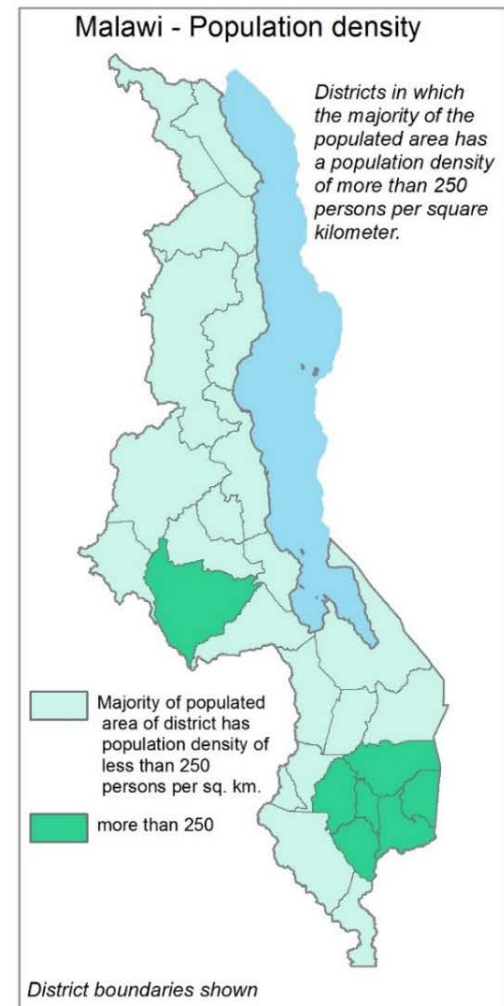 Malawi - Population density
Districts in which
the majority of the
populated area has
a population density
of more than 250
persons per square
kilometer.
Majority of populated
area of district has
population density of
less than 250
persons per sq. km.
more than 250
District boundaries shown